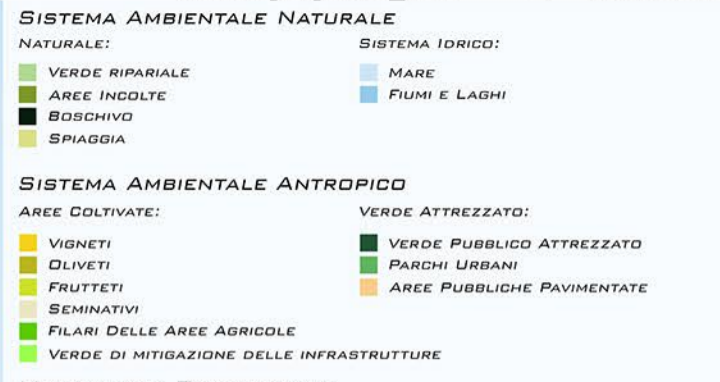 Sistema Ambientale Naturale
Naturale:
Verde ripariale
Aree Incolte
Boschivo
Spiaggia
Sistema Idrico:
Mare
Fiumi e Laghi
Sistema Ambientale Antropico
Aree Coltivate:
Vigneti
Oliveti
Frutteti
Seminativi
Filari Delle Aree Agricole
Verde di mitigazione delle infrastrutture
Verde Attrezzato:
Verde Pubblico Attrezzato
Parchi Urbani
Aree Pubbliche Pavimentate